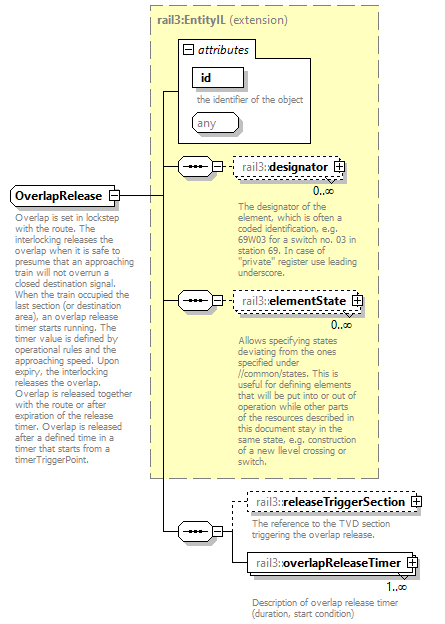 rail3:EntityIL (extension)
attributes
id
the identifier of the object
any
rail3::designator
0..∞
The designator of the
element, which is often a
coded identification, e.g.
69W03 for a switch no. 03 in
station 69. In case of
"private" register use leading
underscore.
OverlapRelease
Overlap is set in lockstep
with the route. The
interlocking releases the
overlap when it is safe to
presume that an approaching
train will not overrun a
closed destination signal.
When the train occupied the
last section (or destination
area), an overlap release
timer starts running. The
timer value is defined by
operational rules and the
approaching speed. Upon
expiry, the interlocking
releases the overlap.
Overlap is released together
with the route or after
expiration of the release
timer. Overlap is released
after a defined time in a
timer that starts from a
timerTriggerPoint.
rail3::elementState
0..∞
Allows specifying states
deviating from the ones
specified under
//common/states. This is
useful for defining elements
that will be put into or out of
operation while other parts
of the resources described in
this document stay in the
same state, e.g. construction
of a new llevel crossing or
switch.
rail3::releaseTriggerSection
The reference to the TVD section
triggering the overlap release.
rail3::overlapReleaseTimer
1..∞
Description of overlap release timer
(duration, start condition)